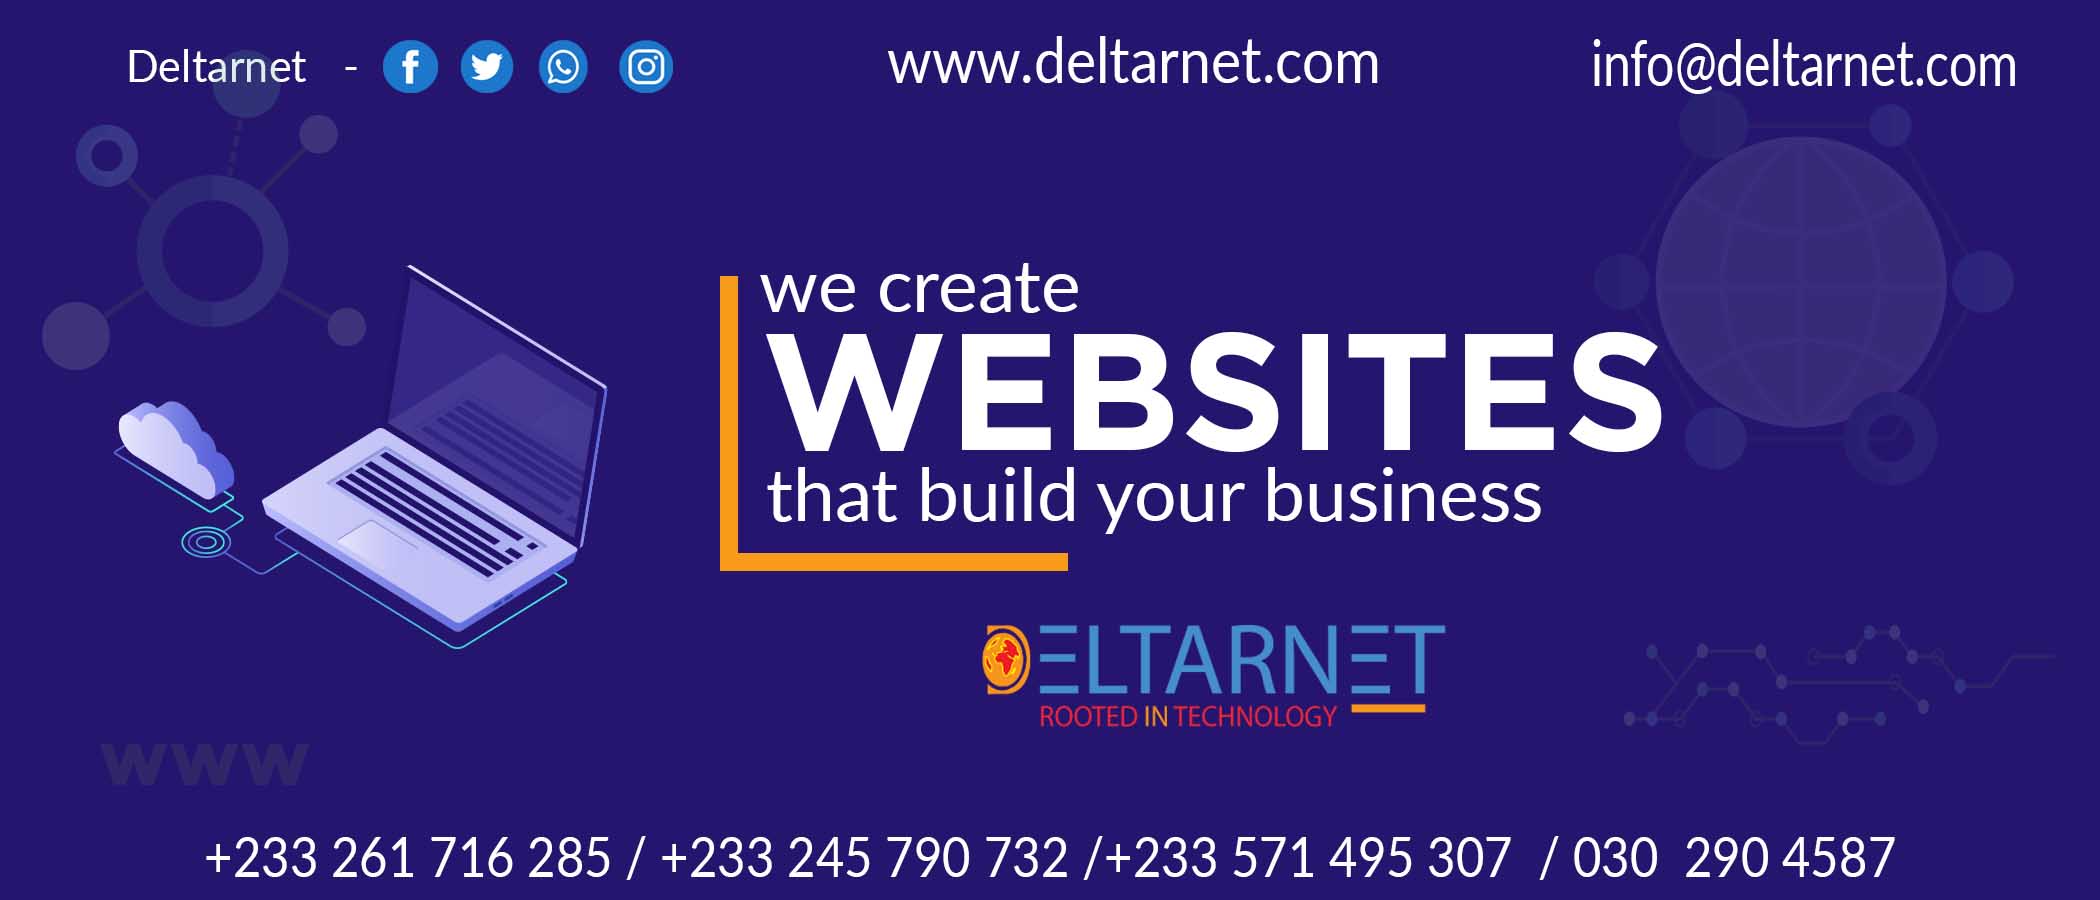 Deltarnet -
www.deltarnet.com
info@deltarnet.com
we create
WEBSITES
that build your business
DELTARNET
ROOTED IN TECHNOLOGY
www
+233 261 716 285 / +233 245 790 732 /+233 571 495 307 / 030 290 4587